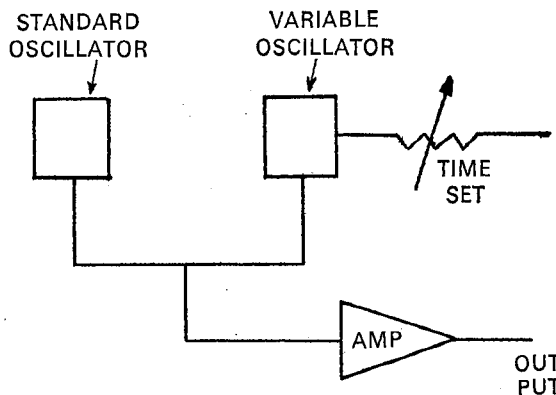 STANDARD
OSCILLATOR
VARIABLE
OSCILLATOR
TIME
SET
AMP
OUT
PUT